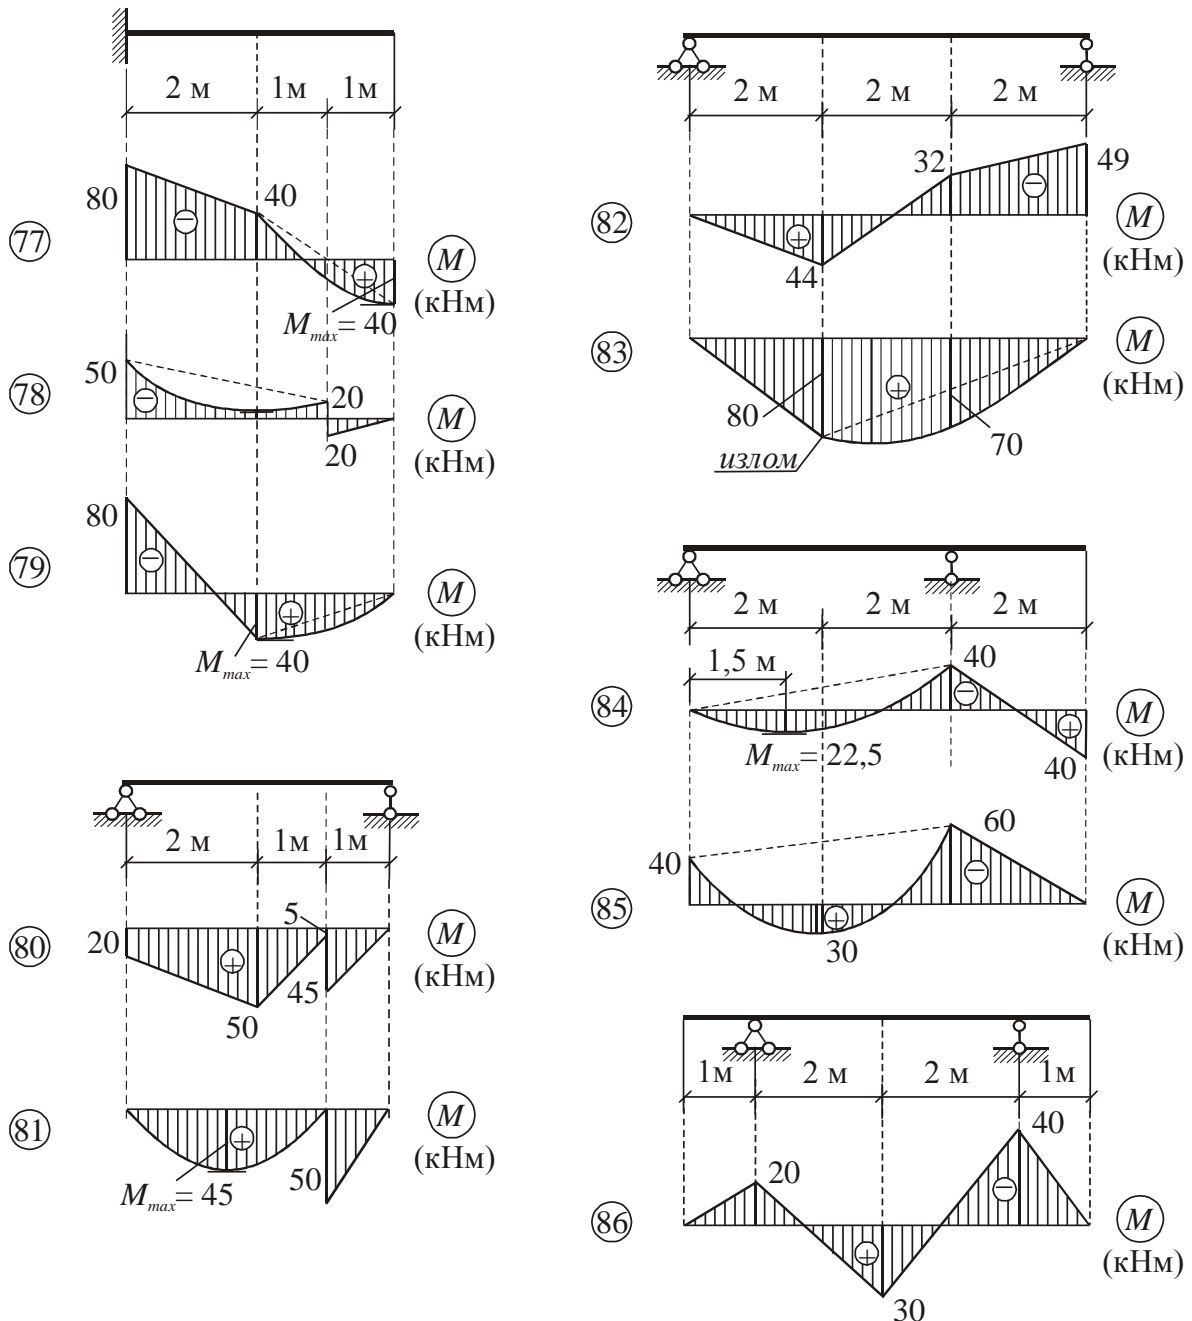 2 м 1м 1м
80 40
77 M
(кНм)
M_max = 40
50 20
78 M
20 (кНм)
80
79 M
(кНм)
M_max = 40
2 м 1м 1м
5
80 20 M
45 (кНм)
50
81 M
50 (кНм)
M_max = 45
2 м 2 м 2 м
32 49
82 M
44 (кНм)
83 M
80 (кНм)
70
излом
2 м 2 м 2 м
1,5 м 40
84 M
(кНм)
M_max = 22,5 40
40 60
85 M
30 (кНм)
1м 2 м 2 м 1м
20 40
86 M
(кНм)
30